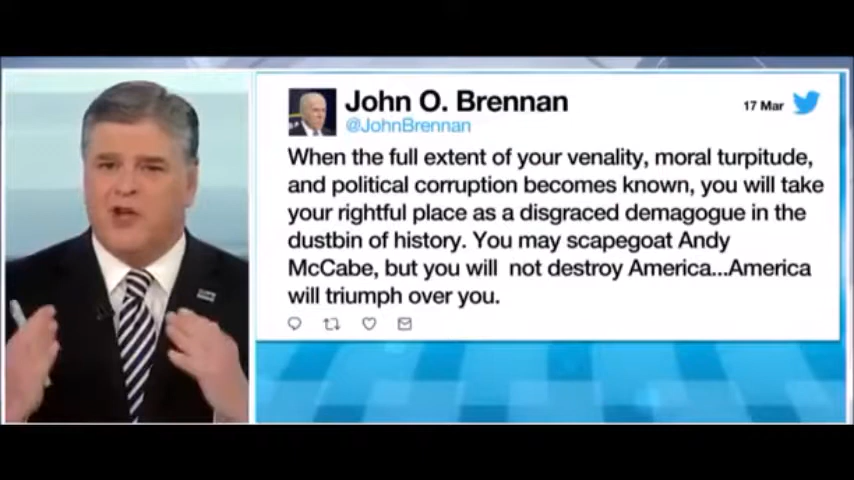 John O. Brennan
17 Mar
@JohnBrennan
When the full extent of your venality, moral turpitude,
and political corruption becomes known, you will take
your rightful place as a disgraced demagogue in the
dustbin of history. You may scapegoat Andy
McCabe, but you will not destroy America...America
will triumph over you.